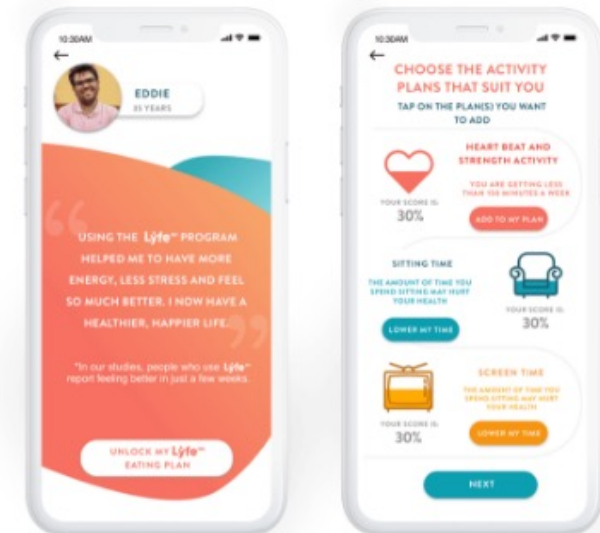 10:30AM
EDDIE
35 YEARS
“
USING THE Lýfe™ PROGRAM
HELPED ME TO HAVE MORE
ENERGY, LESS STRESS AND FEEL
SO MUCH BETTER. I NOW HAVE A
HEALTHIER, HAPPIER LIFE.
”
*In our studies, people who use Lýfe™
report feeling better in just a few weeks.
UNLOCK MY Lýfe™
EATING PLAN
10:30AM
CHOOSE THE ACTIVITY
PLANS THAT SUIT YOU
TAP ON THE PLAN(S) YOU WANT
TO ADD
HEART BEAT AND
STRENGTH ACTIVITY
YOU ARE GETTING LESS
THAN 150 MINUTES A WEEK
ADD TO MY PLAN
YOUR SCORE IS:
30%
SITTING TIME
THE AMOUNT OF TIME YOU
SPEND SITTING MAY HURT
YOUR HEALTH
LOWER MY TIME
YOUR SCORE IS:
30%
SCREEN TIME
THE AMOUNT OF TIME YOU
SPEND SITTING MAY HURT
YOUR HEALTH
LOWER MY TIME
YOUR SCORE IS:
30%
NEXT